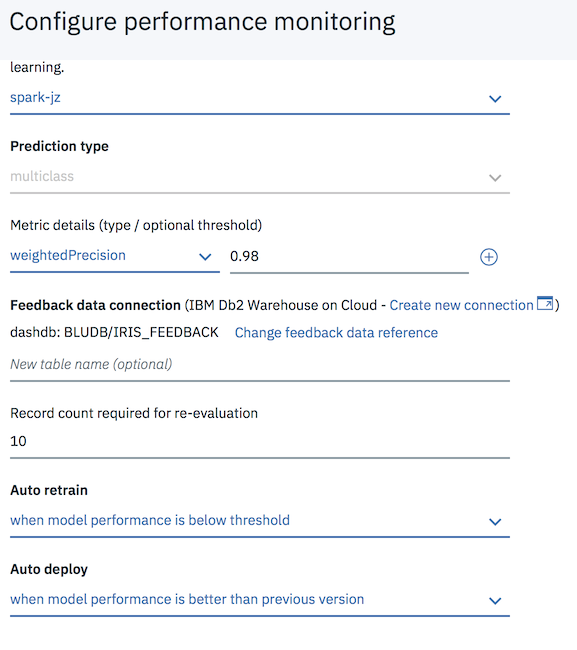 Configure performance monitoring
learning.
spark-jz
Prediction type
multiclass
Metric details (type / optional threshold)
weightedPrecision 0.98
Feedback data connection (IBM Db2 Warehouse on Cloud - Create new connection )
dashdb: BLUDB/IRIS_FEEDBACK Change feedback data reference
New table name (optional)
Record count required for re-evaluation
10
Auto retrain
when model performance is below threshold
Auto deploy
when model performance is better than previous version